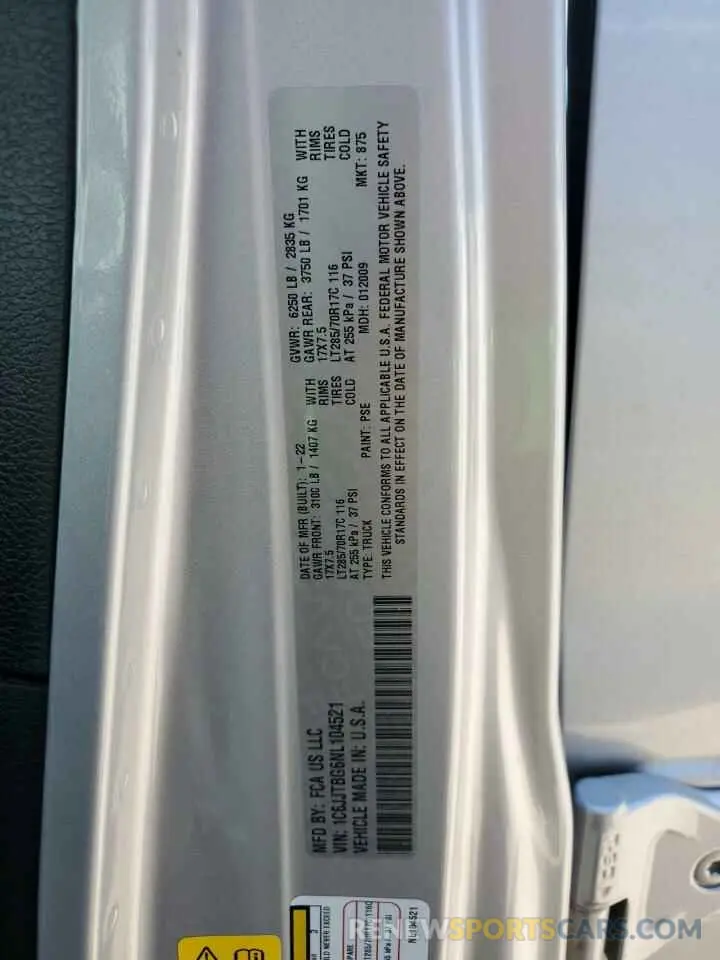 MFD BY: FCA US LLC
VIN: 1C6JJTBG6NL104521
VEHICLE MADE IN: U.S.A.
DATE OF MFR (BUILT): 1-22
GVWR: 6250 LB / 2835 KG
GAWR FRONT: 3100 LB / 1407 KG WITH
GAWR REAR: 3750 LB / 1701 KG WITH
17X7.5 RIMS
17X7.5 RIMS
LT285/70R17C 116 TIRES
LT285/70R17C 116 TIRES
AT 255 kPa / 37 PSI COLD
AT 255 kPa / 37 PSI COLD
TYPE: TRUCK PAINT: PSE MDH: 012009 MKT: 875
THIS VEHICLE CONFORMS TO ALL APPLICABLE U.S.A. FEDERAL MOTOR VEHICLE SAFETY
STANDARDS IN EFFECT ON THE DATE OF MANUFACTURE SHOWN ABOVE.
NEVER EXCEED
NL104521
RENEWSPORTSCARS.COM